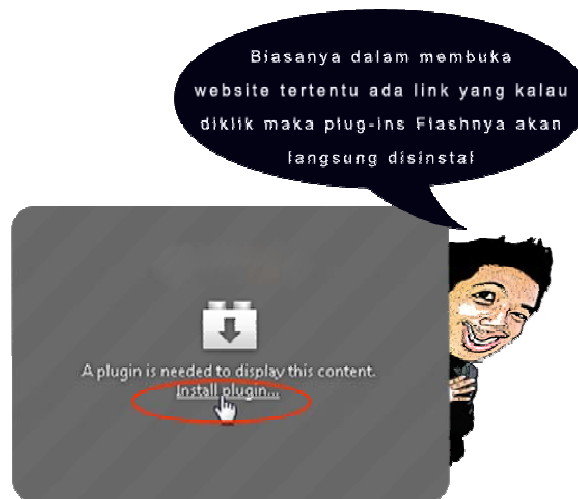 Biasanya dalam membuka
website tertentu ada link yang kalau
diklik maka plug-ins Flashnya akan
langsung disinstal
A plugin is needed to display this content.
Install plugin...